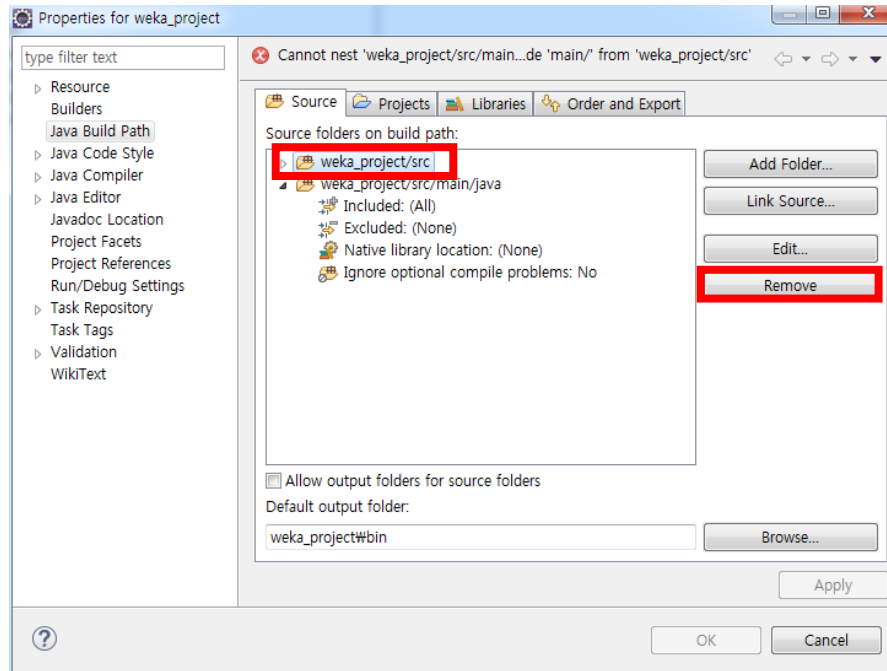 Properties for weka_project
type filter text
Cannot nest 'weka_project/src/main...de 'main/' from 'weka_project/src'
Resource
Builders
Java Build Path
Java Code Style
Java Compiler
Java Editor
Javadoc Location
Project Facets
Project References
Run/Debug Settings
Task Repository
Task Tags
Validation
WikiText
Source
Projects
Libraries
Order and Export
Source folders on build path:
weka_project/src
weka_project/src/main/java
Included: (All)
Excluded: (None)
Native library location: (None)
Ignore optional compile problems: No
Add Folder...
Link Source...
Edit...
Remove
Allow output folders for source folders
Default output folder:
weka_project₩bin
Browse...
Apply
OK
Cancel